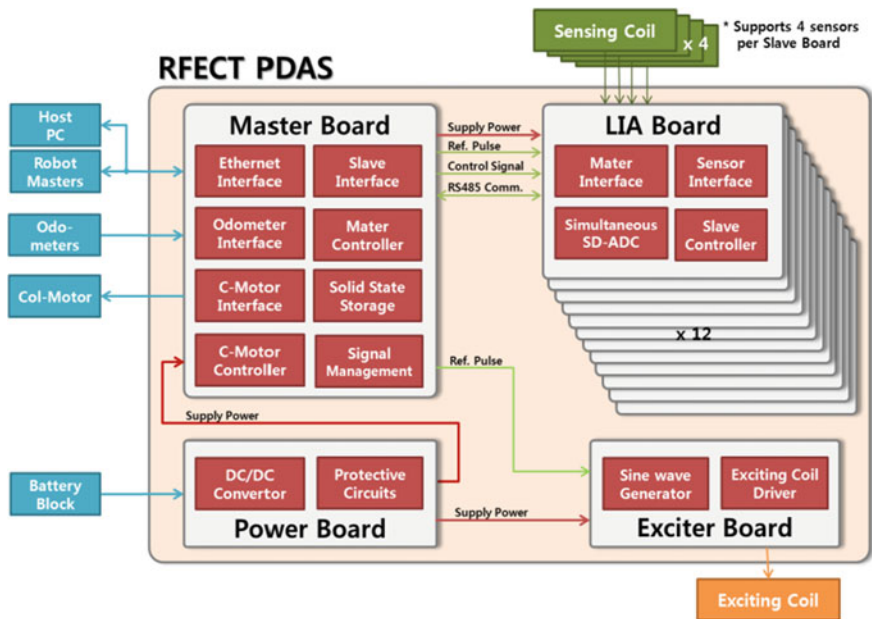 Sensing Coil
x 4
* Supports 4 sensors
per Slave Board
RFECT PDAS
Host
PC
Robot
Masters
Odo-
meters
Col-Motor
Battery
Block
Master Board
Ethernet
Interface
Slave
Interface
Odometer
Interface
Mater
Controller
C-Motor
Interface
Solid State
Storage
C-Motor
Controller
Signal
Management
Supply Power
Ref. Pulse
Control Signal
RS485 Comm.
LIA Board
Mater
Interface
Sensor
Interface
Simultaneous
SD-ADC
Slave
Controller
x 12
Ref. Pulse
Supply Power
DC/DC
Convertor
Protective
Circuits
Power Board
Supply Power
Sine wave
Generator
Exciting Coil
Driver
Exciter Board
Exciting Coil